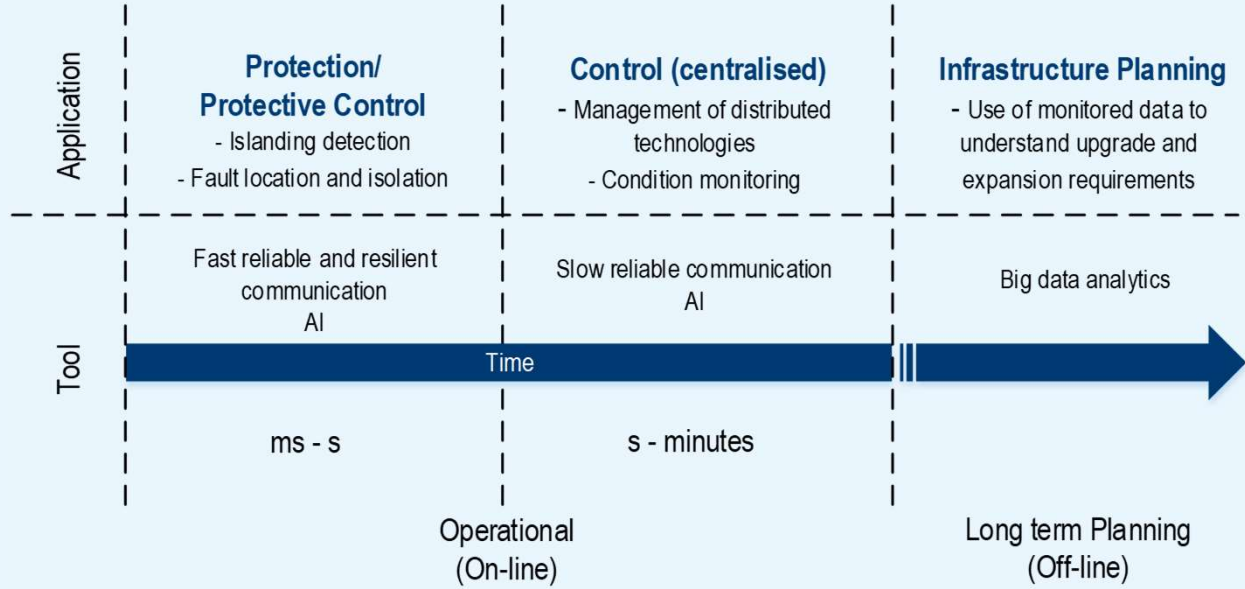 Application
Protection/
Protective Control
- Islanding detection
- Fault location and isolation
Control (centralised)
- Management of distributed
technologies
- Condition monitoring
Infrastructure Planning
- Use of monitored data to
understand upgrade and
expansion requirements
Tool
Fast reliable and resilient
communication
AI
Slow reliable communication
AI
Big data analytics
Time
ms - s
s - minutes
Operational
(On-line)
Long term Planning
(Off-line)